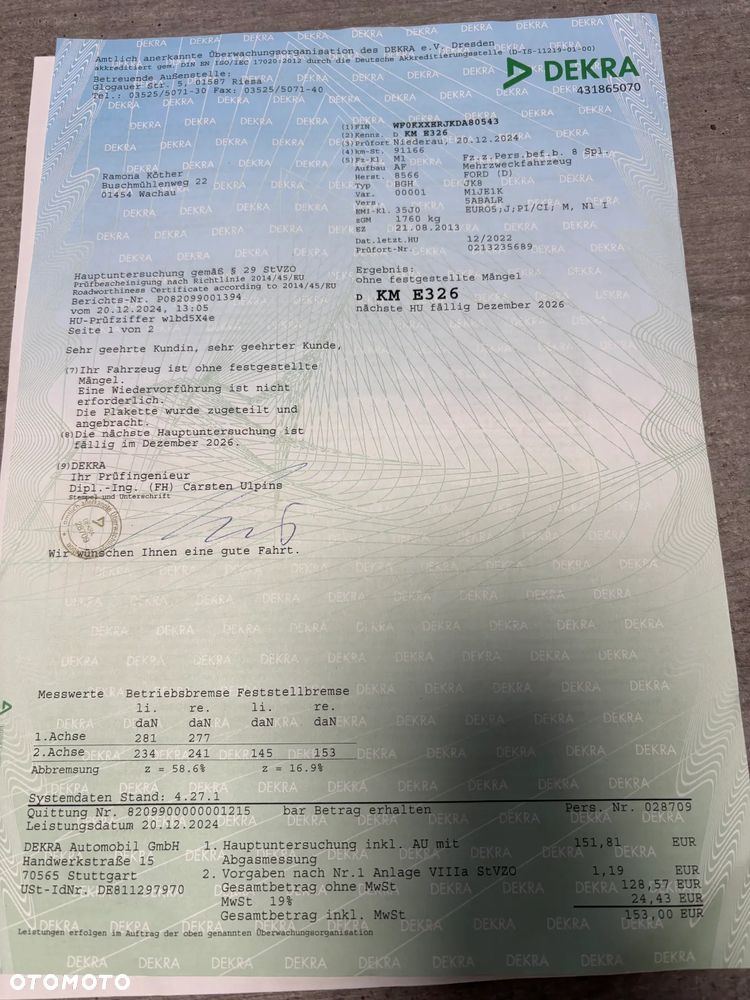 Amtlich anerkannte Überwachungsorganisation des DEKRA e.V. Dresden
akkreditiert gem. DIN EN ISO/IEC 17020:2012 durch die Deutsche Akkreditierungsstelle (D-IS-11219-01-00)
Betreuende Außenstelle:
Glogauer Str. 5, 01587 Riesa
Tel.: 03525/5071-30 Fax: 03525/5071-40
DEKRA
431865070
(1)FIN WF0KXXERJKDA80543
(2)Kennz. D KM E326
(3)Prüfort Niederau, 20.12.2024
(4)km-St. 91166
(5)Fz-Kl. M1 Fz.z.Pers.bef.b. 8 Spl.
Aufbau AF Mehrzweckfahrzeug
Herst. 8566 FORD (D)
Typ BGH JK8
Var. 00001 M1JE1K
Vers. 5ABALR
EMI-Kl. 35J0 EURO5;J;PI/CI; M, N1 I
zGM 1760 kg
EZ 21.08.2013
Dat.letzt.HU 12/2022
Prüfort-Nr. 0213235689
Ramona Köther
Buschmühlenweg 22
01454 Wachau
Hauptuntersuchung gemäß § 29 StVZO
Prüfbescheinigung nach Richtlinie 2014/45/EU
Roadworthiness Certificate according to 2014/45/EU
Berichts-Nr. P082099001394
vom 20.12.2024, 13:05
HU-Prüfziffer w1bd5X4e
Seite 1 von 2
Ergebnis:
ohne festgestellte Mängel
D KM E326
nächste HU fällig Dezember 2026
Sehr geehrte Kundin, sehr geehrter Kunde,
(7)Ihr Fahrzeug ist ohne festgestellte
Mängel.
Eine Wiedervorführung ist nicht
erforderlich.
Die Plakette wurde zugeteilt und
angebracht.
(8)Die nächste Hauptuntersuchung ist
fällig im Dezember 2026.
(9)DEKRA
Ihr Prüfingenieur
Dipl.-Ing. (FH) Carsten Ulpins
Stempel und Unterschrift
Wir wünschen Ihnen eine gute Fahrt.
Messwerte Betriebsbremse Feststellbremse
li. re. li. re.
daN daN daN daN
1.Achse 281 277
2.Achse 234 241 145 153
Abbremsung z = 58.6% z = 16.9%
Systemdaten Stand: 4.27.1
Quittung Nr. 8209900000001215 bar Betrag erhalten Pers. Nr. 028709
Leistungsdatum 20.12.2024
DEKRA Automobil GmbH
Handwerkstraße 15
70565 Stuttgart
USt-IdNr. DE811297970
1. Hauptuntersuchung inkl. AU mit 151,81 EUR
Abgasmessung
2. Vorgaben nach Nr.1 Anlage VIIIa StVZO 1,19 EUR
Gesamtbetrag ohne MwSt 128,57 EUR
MwSt 19% 24,43 EUR
Gesamtbetrag inkl. MwSt 153,00 EUR
Leistungen erfolgen im Auftrag der oben genannten Überwachungsorganisation
OTOMOTO